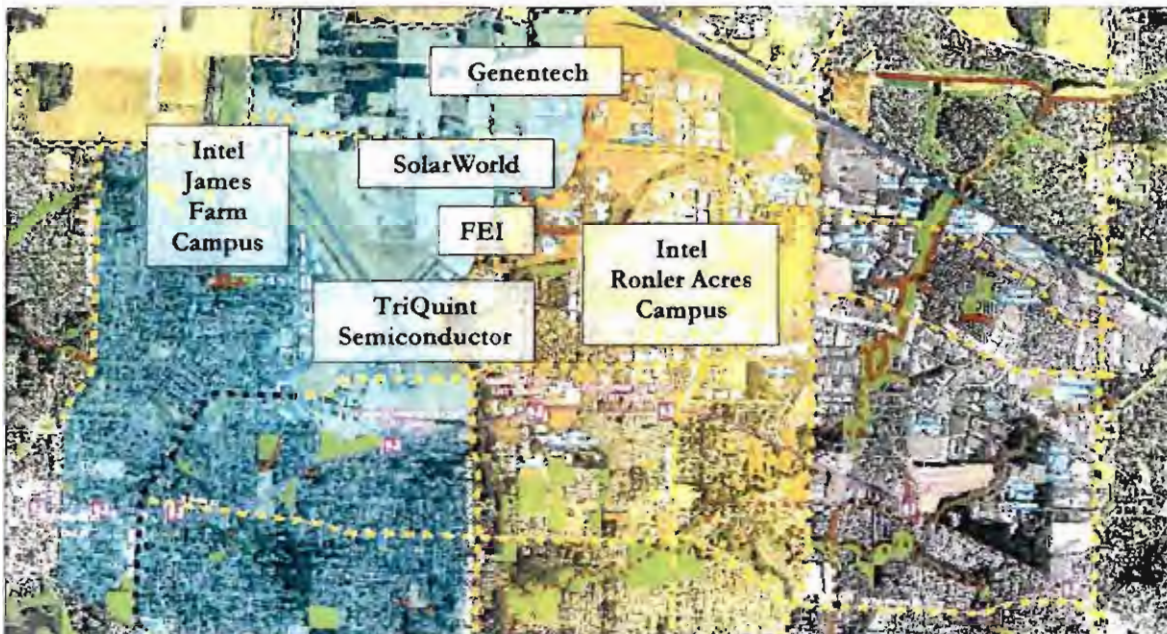 Genentech
Intel
James
Farm
Campus
SolarWorld
FEI
Intel
Ronler Acres
Campus
TriQuint
Semiconductor